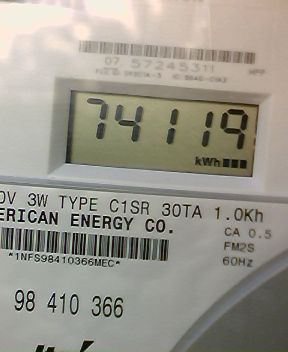 07 57245311
74119
kWh
0V 3W TYPE C1SR 30TA 1.0Kh
ERICAN ENERGY CO.
CA 0.5
FM2S
60Hz
*1NFS98410366MEC*
98 410 366